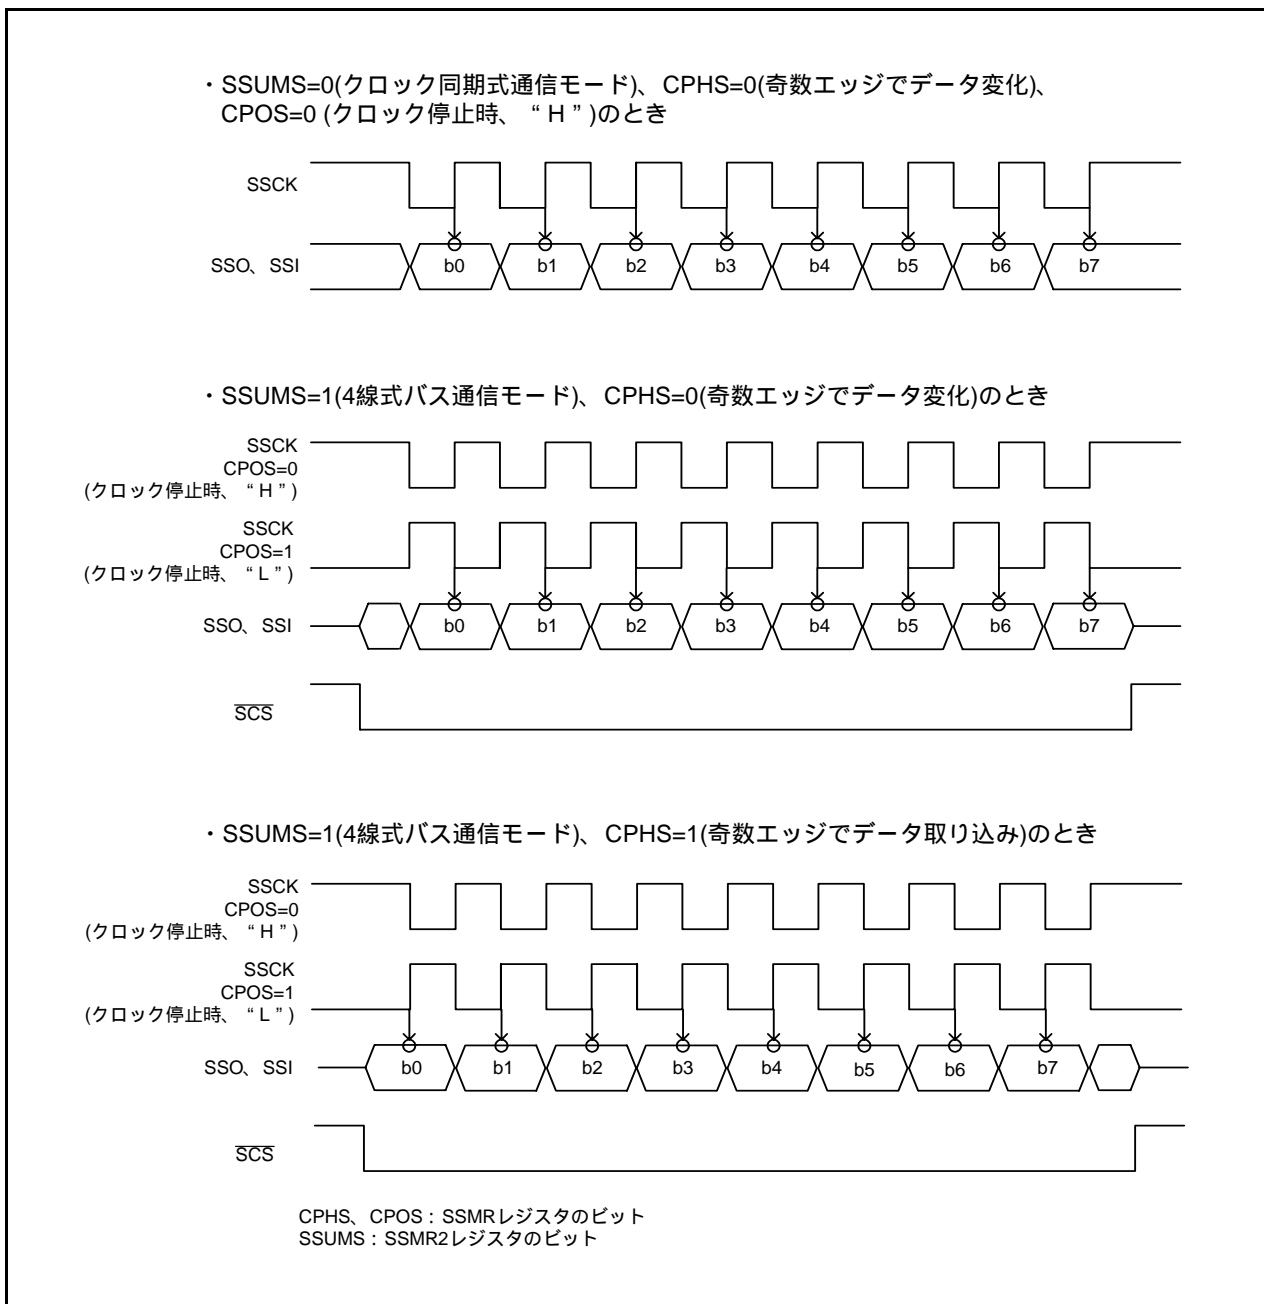 ・SSUMS=0(クロック同期式通信モード)、CPHS=0(奇数エッジでデータ変化)、
CPOS=0 (クロック停止時、“H”)のとき
SSCK
SSO、SSI
b0 b1 b2 b3 b4 b5 b6 b7
・SSUMS=1(4線式バス通信モード)、CPHS=0(奇数エッジでデータ変化)のとき
SSCK
CPOS=0
(クロック停止時、“H”)
SSCK
CPOS=1
(クロック停止時、“L”)
SSO、SSI
b0 b1 b2 b3 b4 b5 b6 b7
SCS
・SSUMS=1(4線式バス通信モード)、CPHS=1(奇数エッジでデータ取り込み)のとき
SSCK
CPOS=0
(クロック停止時、“H”)
SSCK
CPOS=1
(クロック停止時、“L”)
SSO、SSI
b0 b1 b2 b3 b4 b5 b6 b7
SCS
CPHS、CPOS：SSMRレジスタのビット
SSUMS：SSMR2レジスタのビット